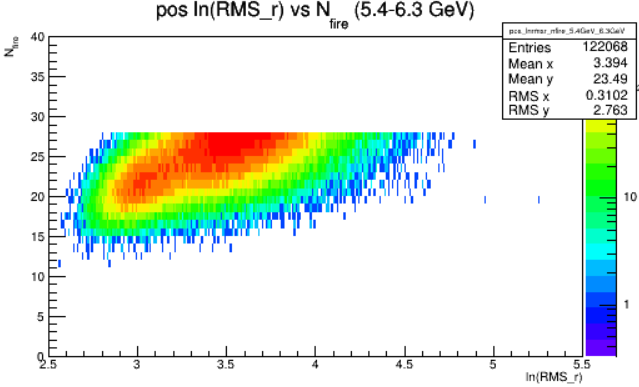 pos ln(RMS_r) vs N_fire (5.4-6.3 GeV)
pos_lnrmsr_nfire_5.4GeV_6.3GeV
Entries 122068
Mean x 3.394
Mean y 23.49
RMS x 0.3102
RMS y 2.763
N_fire
40
35
30
25
20
15
10
5
0
10
1
2.5 3 3.5 4 4.5 5 5.5
ln(RMS_r)